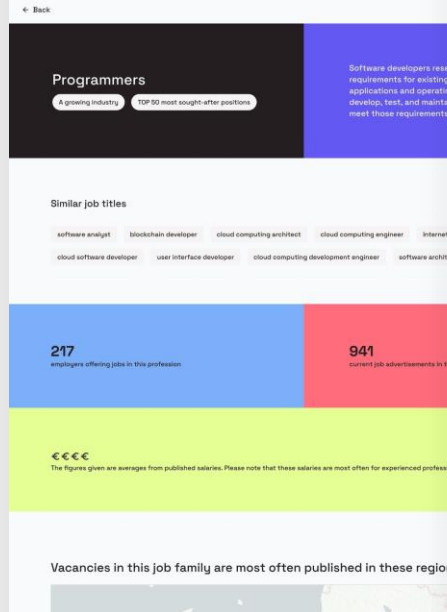 ← Back
Programmers
A growing industry TOP 50 most sought-after positions
Software developers rese
requirements for existing
applications and operatin
develop, test, and mainta
meet those requirements
Similar job titles
software analyst blockchain developer cloud computing architect cloud computing engineer Internet
cloud software developer user interface developer cloud computing development engineer software archit
217
employers offering jobs in this profession
941
current job advertisements in t
€€€€
The figures given are averages from published salaries. Please note that these salaries are most often for experienced profess
Vacancies in this job family are most often published in these region